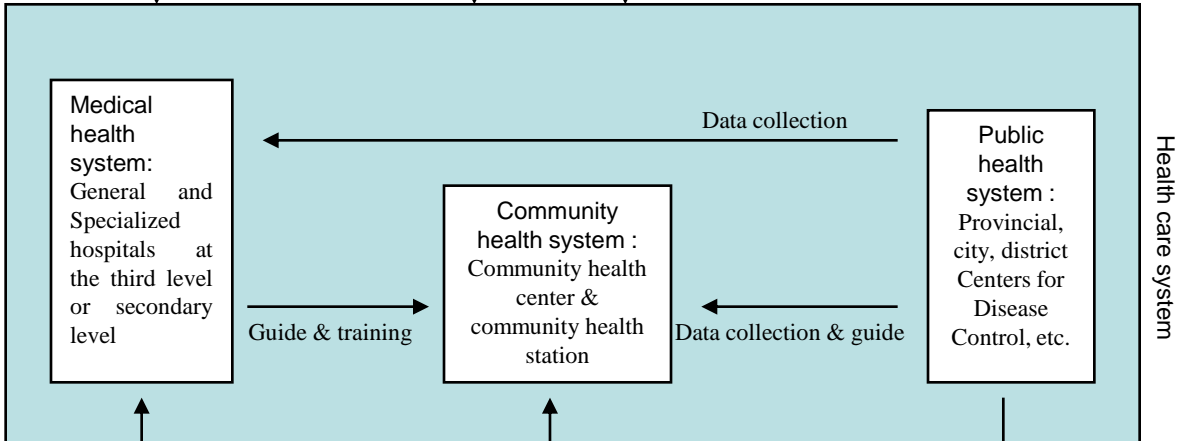 Medical
health
system:
General and
Specialized
hospitals at
the third level
or secondary
level
Data collection
Guide & training
Community
health system :
Community health
center &
community health
station
Data collection & guide
Public
health
system :
Provincial,
city, district
Centers for
Disease
Control, etc.
Health care system